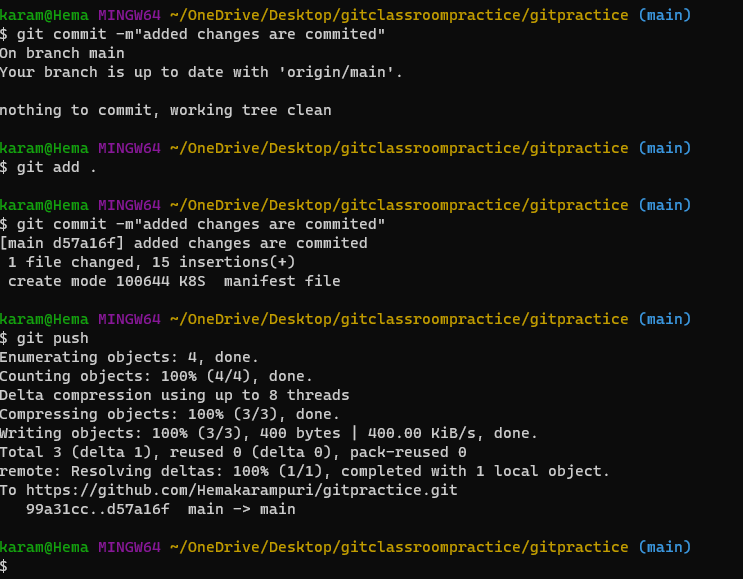 karam@Hema MINGW64 ~/OneDrive/Desktop/gitclassroompractice/gitpractice (main)
$ git commit -m"added changes are commited"
On branch main
Your branch is up to date with 'origin/main'.
nothing to commit, working tree clean
karam@Hema MINGW64 ~/OneDrive/Desktop/gitclassroompractice/gitpractice (main)
$ git add .
karam@Hema MINGW64 ~/OneDrive/Desktop/gitclassroompractice/gitpractice (main)
$ git commit -m"added changes are commited"
[main d57a16f] added changes are commited
 1 file changed, 15 insertions(+)
 create mode 100644 K8S  manifest file
karam@Hema MINGW64 ~/OneDrive/Desktop/gitclassroompractice/gitpractice (main)
$ git push
Enumerating objects: 4, done.
Counting objects: 100% (4/4), done.
Delta compression using up to 8 threads
Compressing objects: 100% (3/3), done.
Writing objects: 100% (3/3), 400 bytes | 400.00 KiB/s, done.
Total 3 (delta 1), reused 0 (delta 0), pack-reused 0
remote: Resolving deltas: 100% (1/1), completed with 1 local object.
To https://github.com/Hemakarampuri/gitpractice.git
   99a31cc..d57a16f  main -> main
karam@Hema MINGW64 ~/OneDrive/Desktop/gitclassroompractice/gitpractice (main)
$